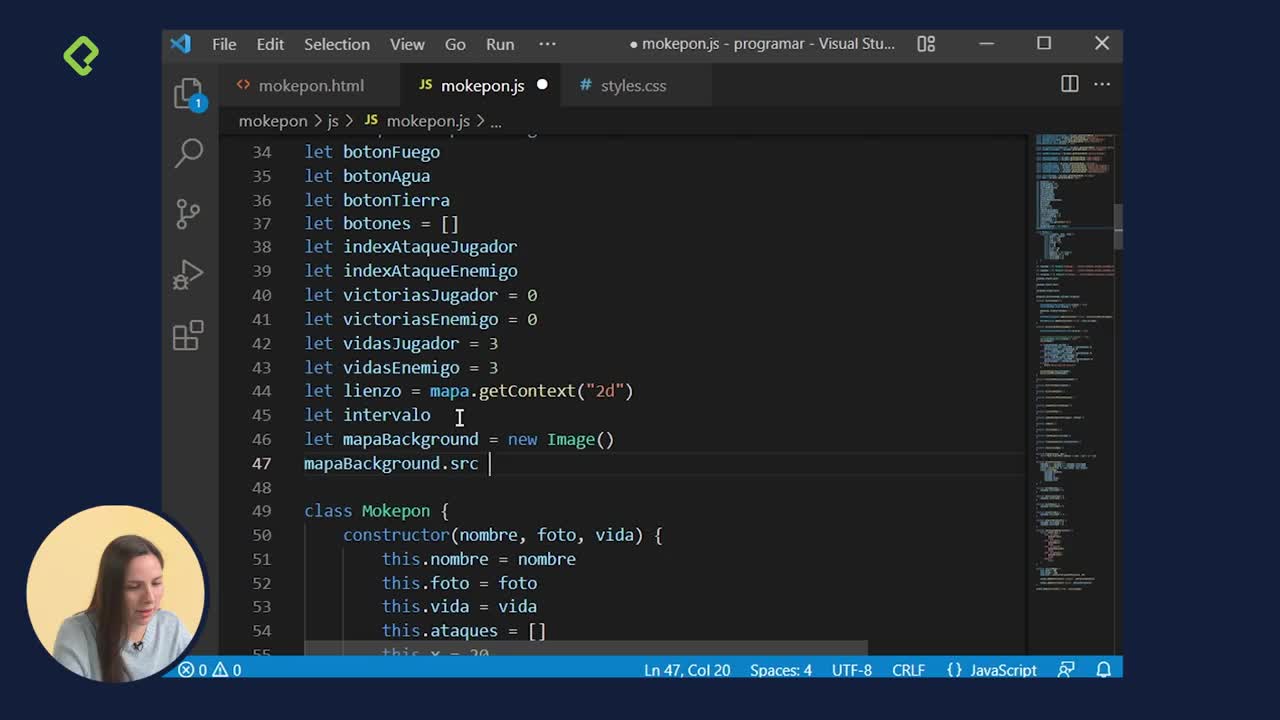 File Edit Selection View Go Run ··· ● mokepon.js - programar - Visual Stu...
<> mokepon.html JS mokepon.js ● # styles.css
mokepon > js > JS mokepon.js > ...
1
34 let botonFuego
35 let botonAgua
36 let botonTierra
37 let botones = []
38 let indexAtaqueJugador
39 let indexAtaqueEnemigo
40 let victoriasJugador = 0
41 let victoriasEnemigo = 0
42 let vidasJugador = 3
43 let vidasEnemigo = 3
44 let lienzo = mapa.getContext("2d")
45 let intervalo
46 let mapaBackground = new Image()
47 mapaBackground.src
48
49 class Mokepon {
50 constructor(nombre, foto, vida) {
51 this.nombre = nombre
52 this.foto = foto
53 this.vida = vida
54 this.ataques = []
55 this.x = 20
0 0 Ln 47, Col 20 Spaces: 4 UTF-8 CRLF {} JavaScript